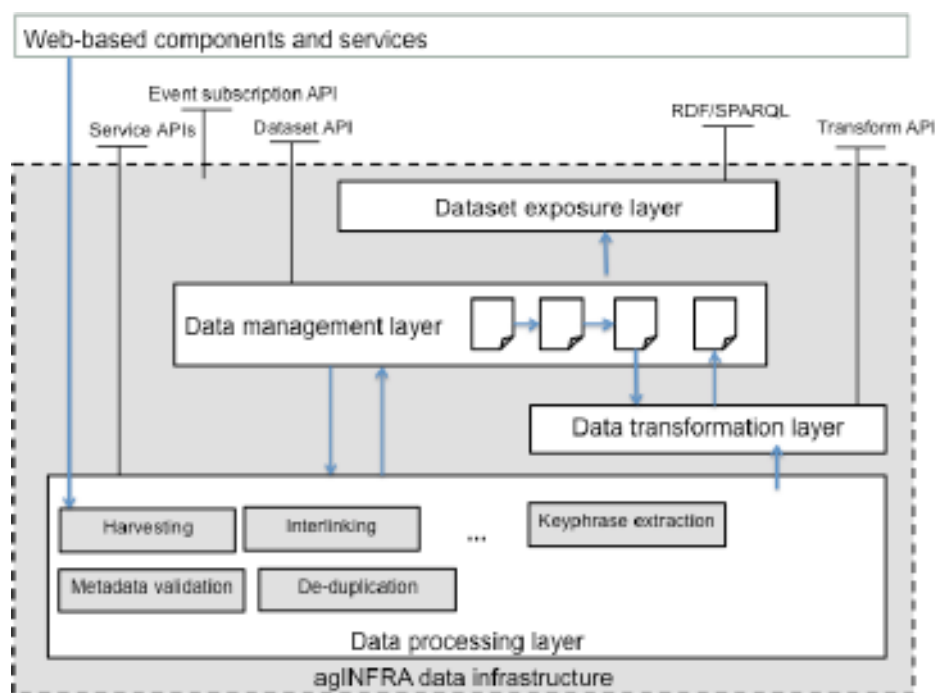 Web-based components and services
Event subscription API
Service APIs
Dataset API
RDF/SPARQL
Transform API
Dataset exposure layer
Data management layer
Data transformation layer
Harvesting
Interlinking
...
Keyphrase extraction
Metadata validation
De-duplication
Data processing layer
agINFRA data infrastructure